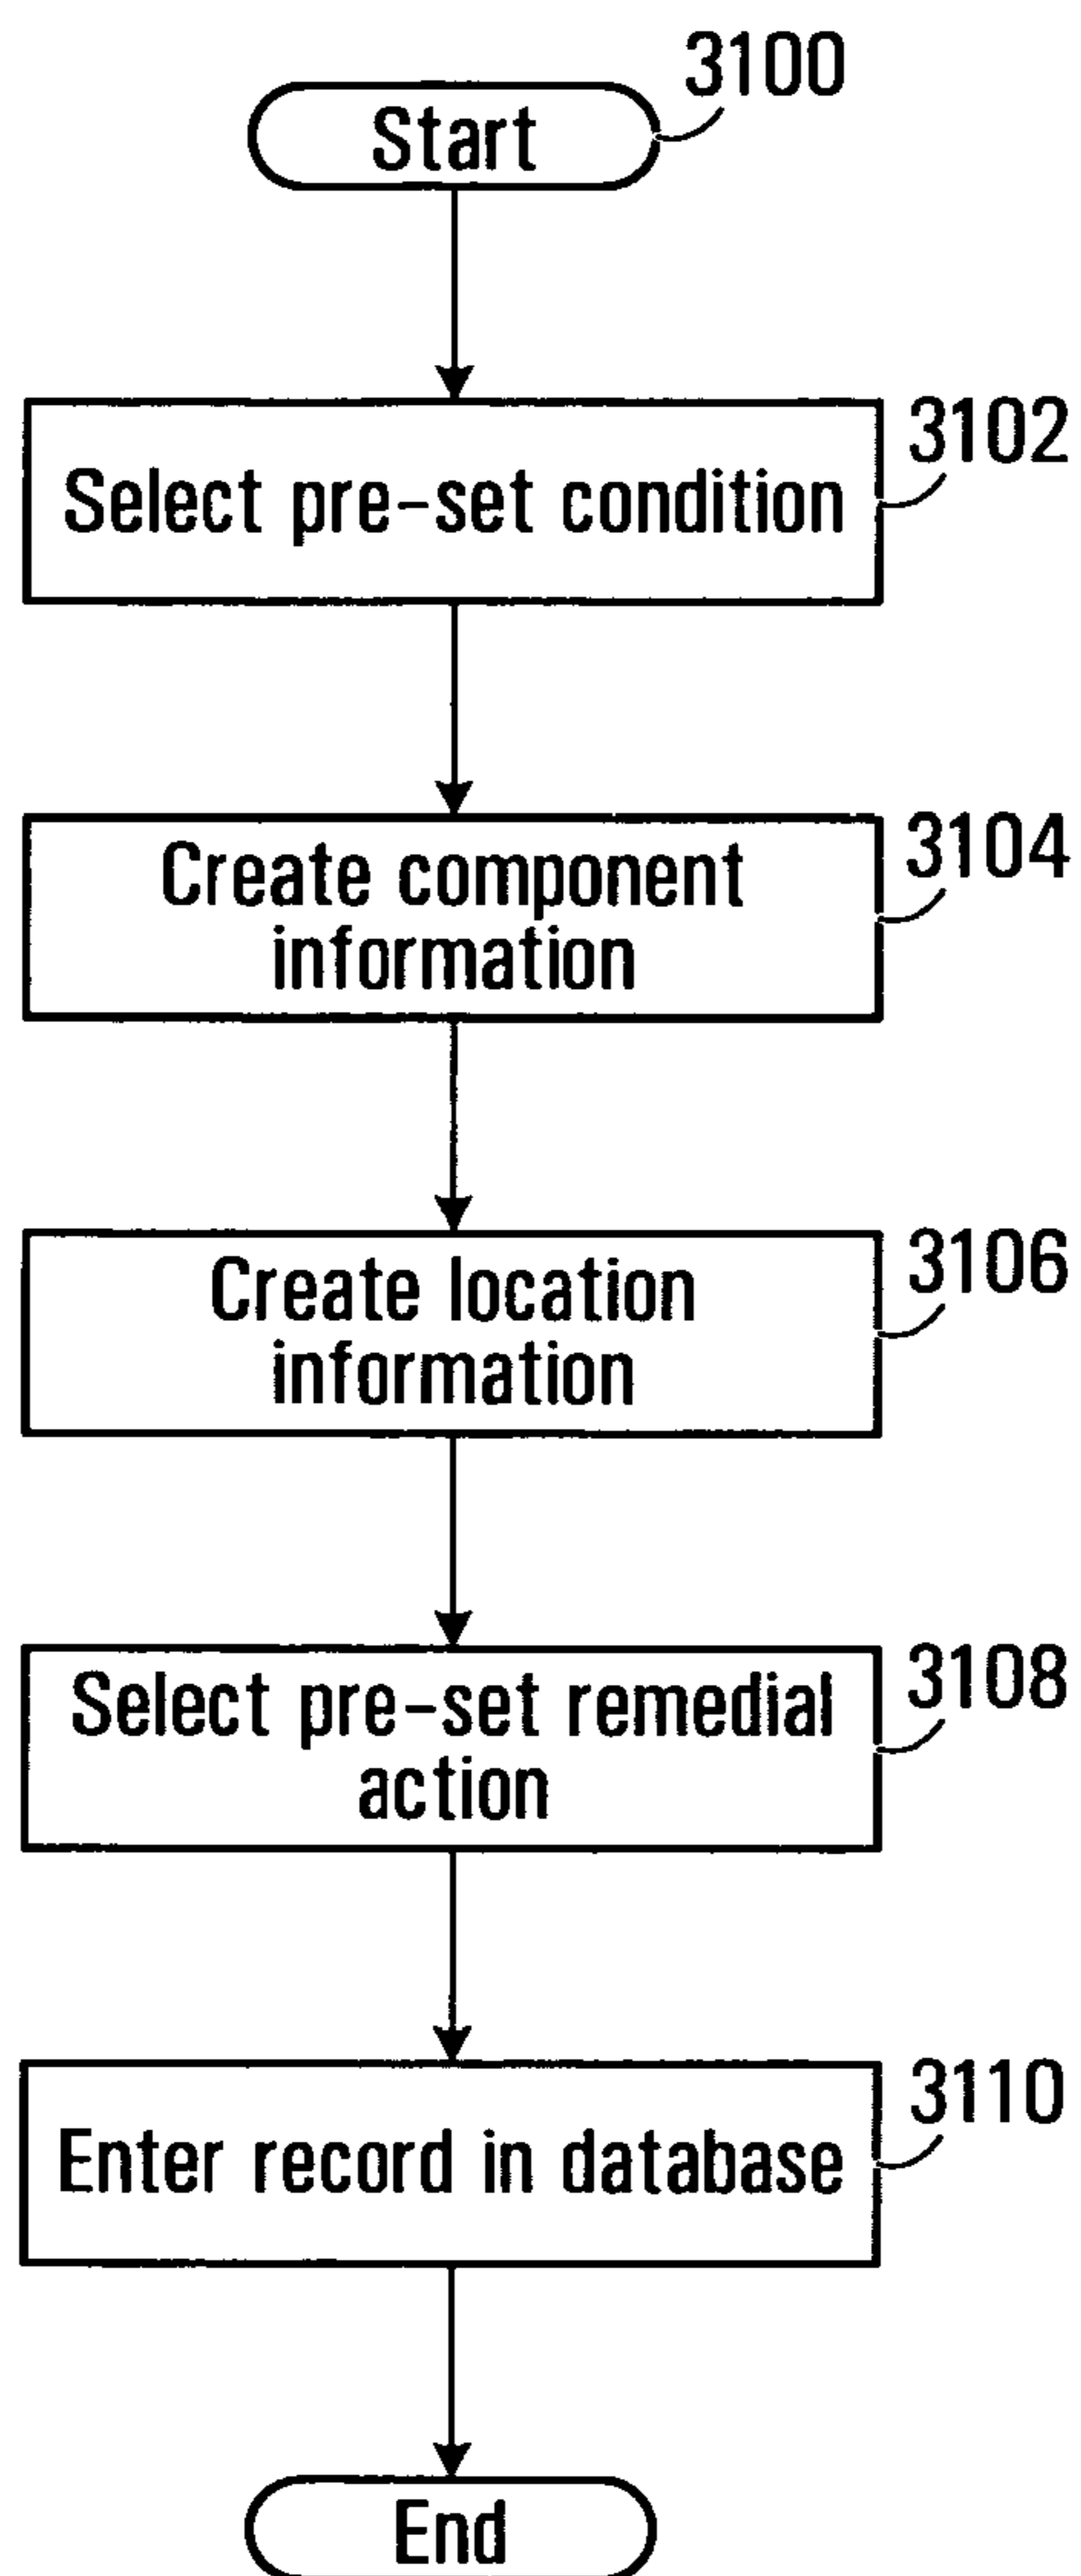 3100
Start
3102
Select pre-set condition
3104
Create component
information
3106
Create location
information
3108
Select pre-set remedial
action
3110
Enter record in database
End